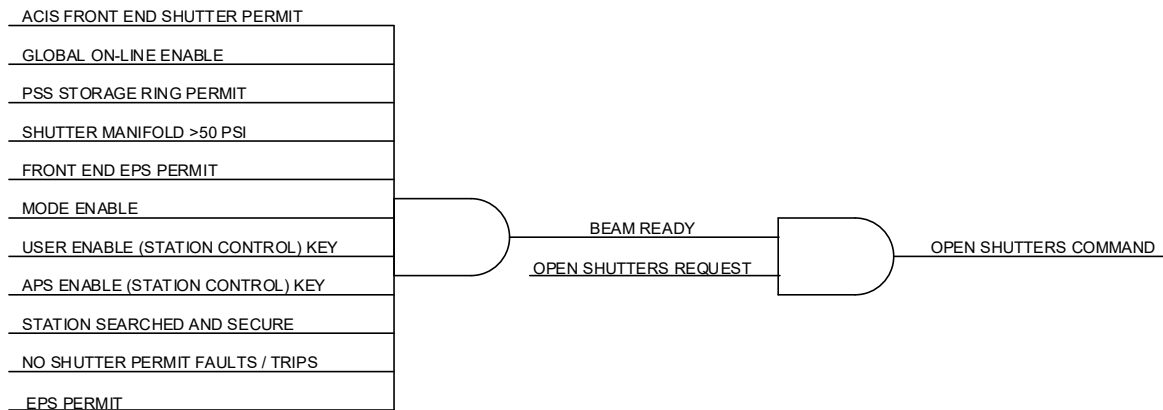 ACIS FRONT END SHUTTER PERMIT
GLOBAL ON-LINE ENABLE
PSS STORAGE RING PERMIT
SHUTTER MANIFOLD >50 PSI
FRONT END EPS PERMIT
MODE ENABLE
USER ENABLE (STATION CONTROL) KEY
APS ENABLE (STATION CONTROL) KEY
STATION SEARCHED AND SECURE
NO SHUTTER PERMIT FAULTS / TRIPS
EPS PERMIT
BEAM READY
OPEN SHUTTERS REQUEST
OPEN SHUTTERS COMMAND